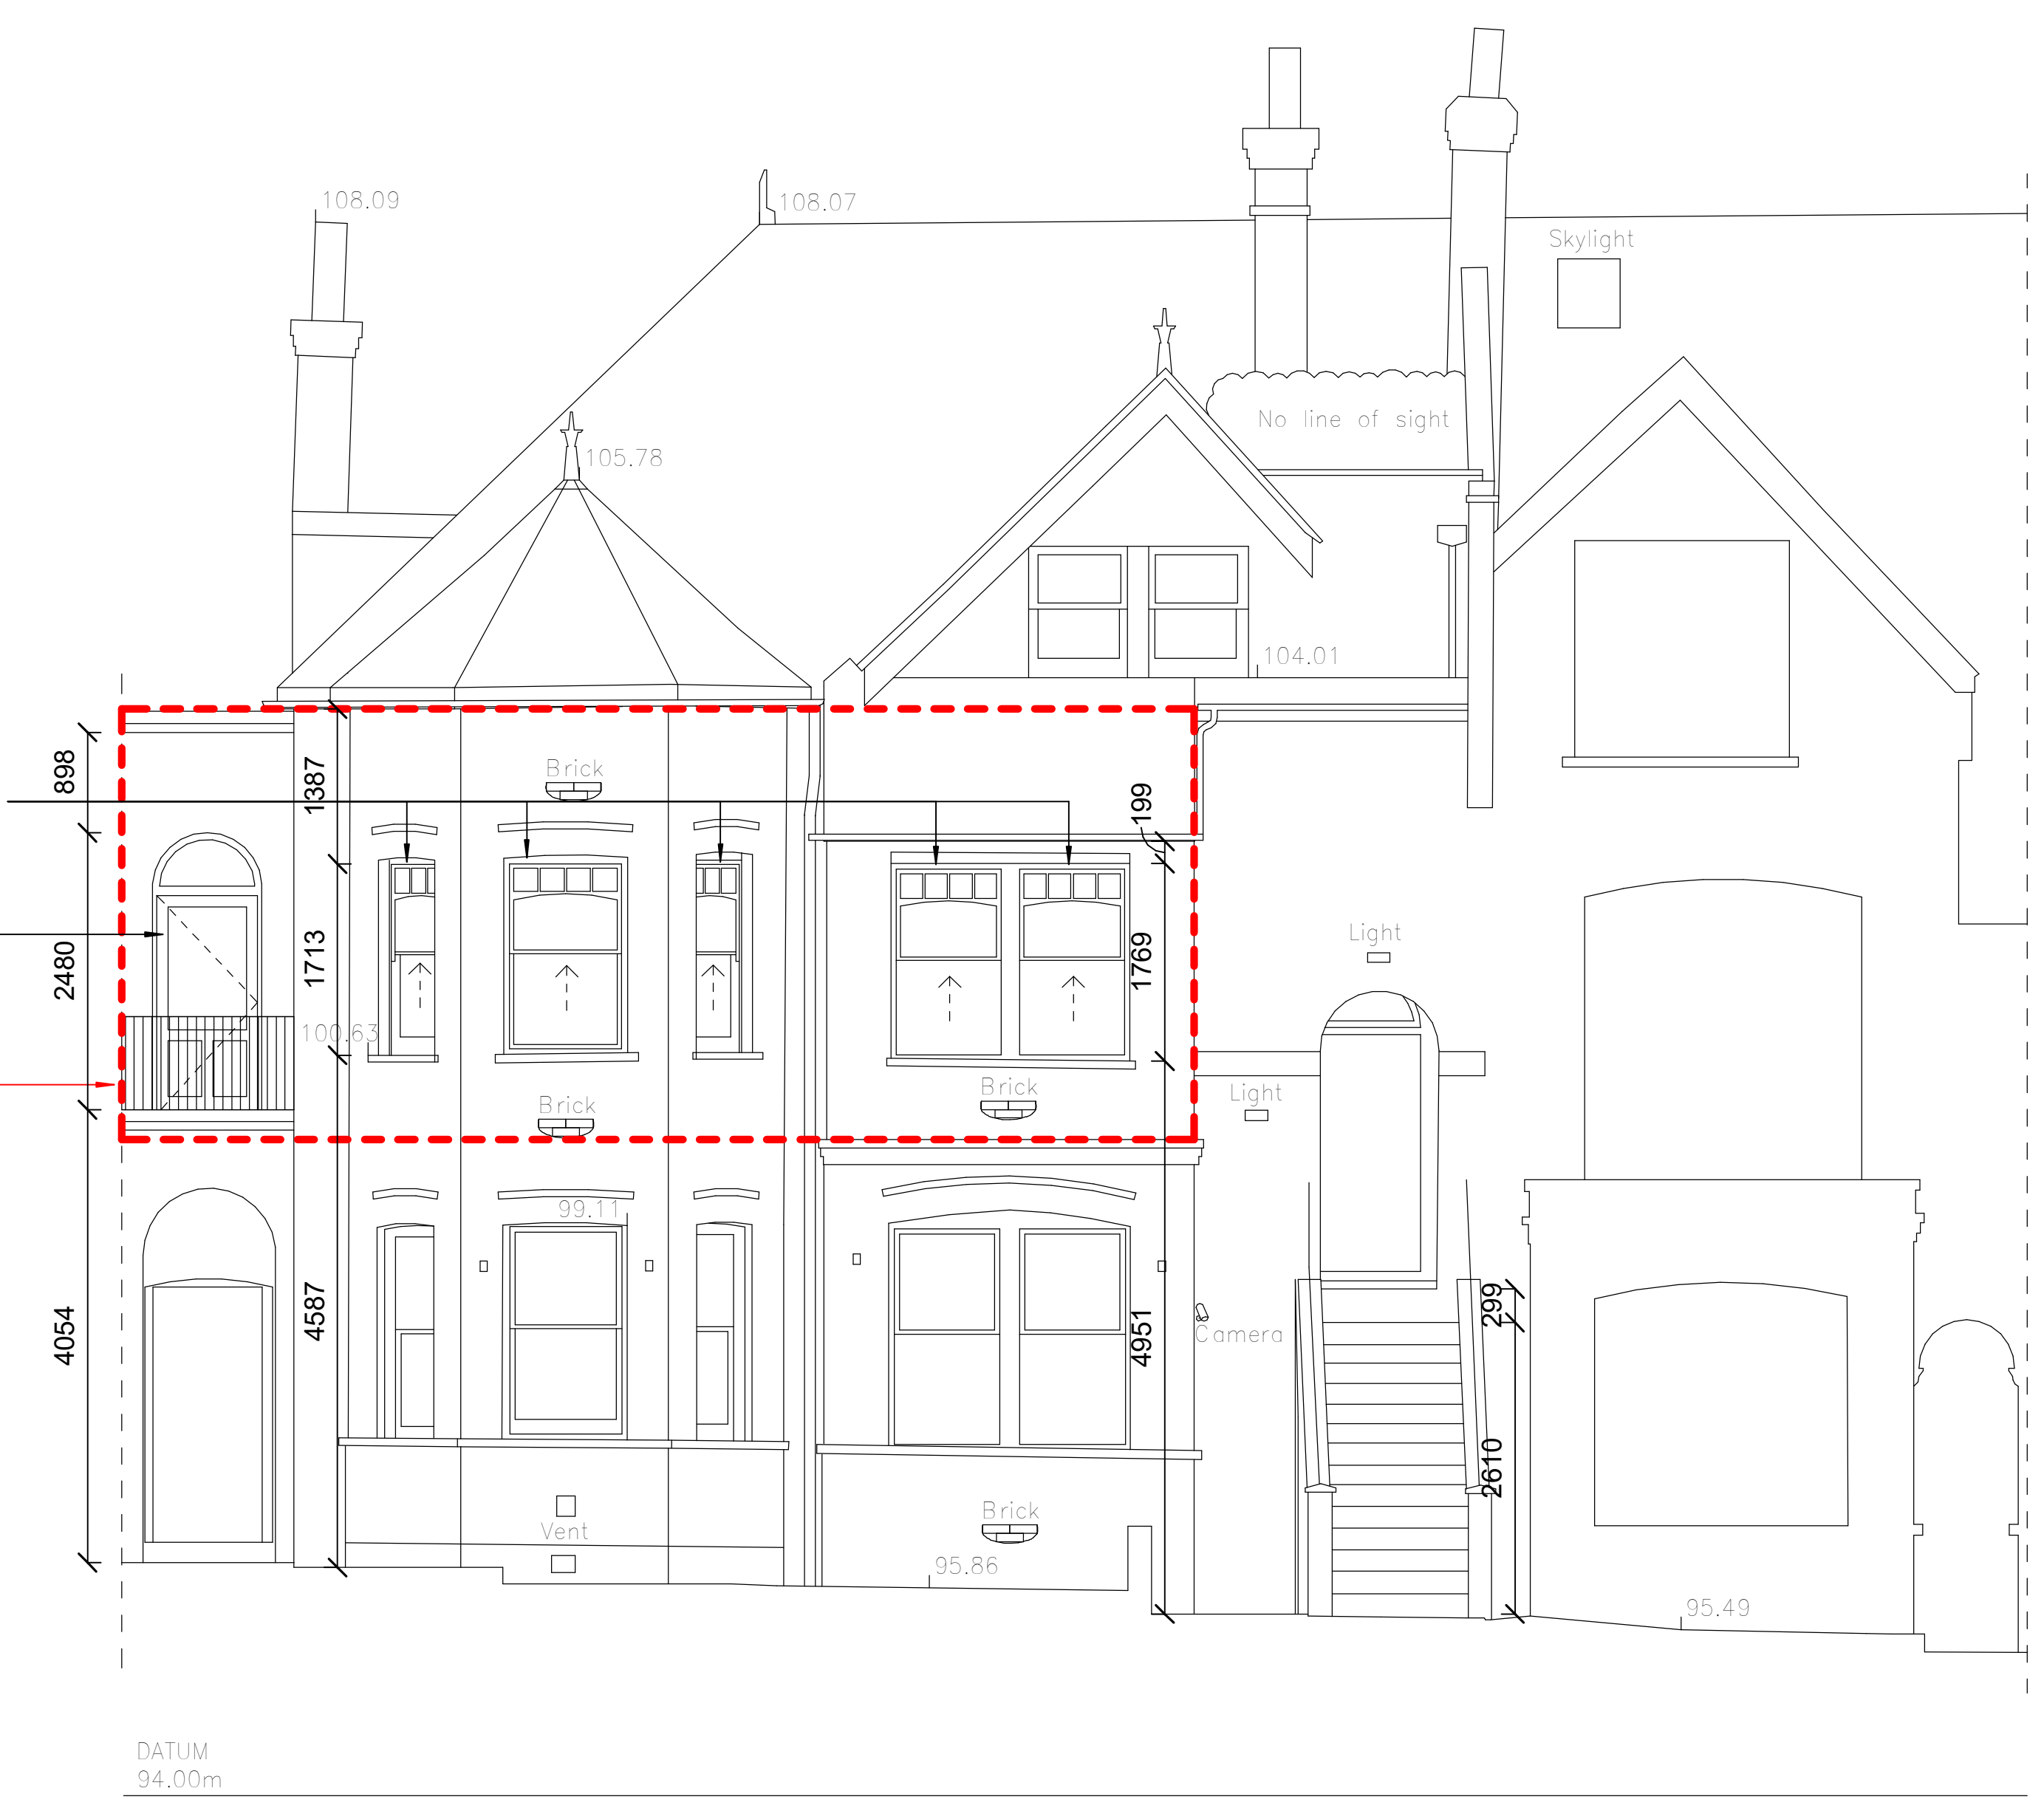 108.09
108.07
Skylight
No line of sight
105.78
104.01
898
1387
Brick
199
Light
2480
1713
1769
100.63
Brick
Brick
Light
99.11
4054
4587
4951
299
Camera
2610
Vent
Brick
95.86
95.49
DATUM
94.00m